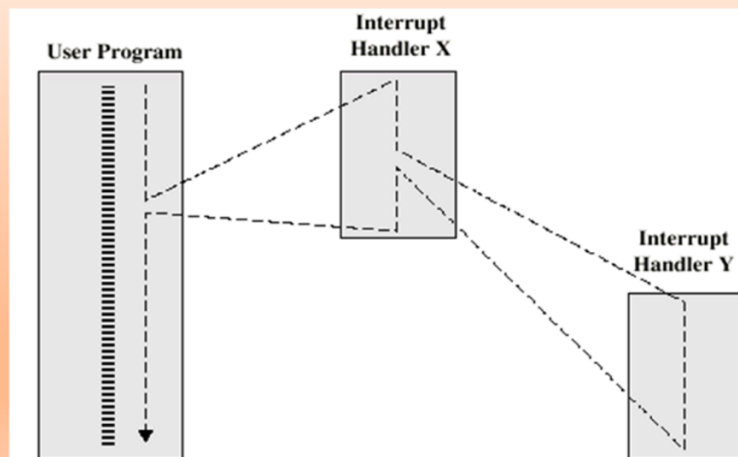 User Program
Interrupt
Handler X
Interrupt
Handler Y